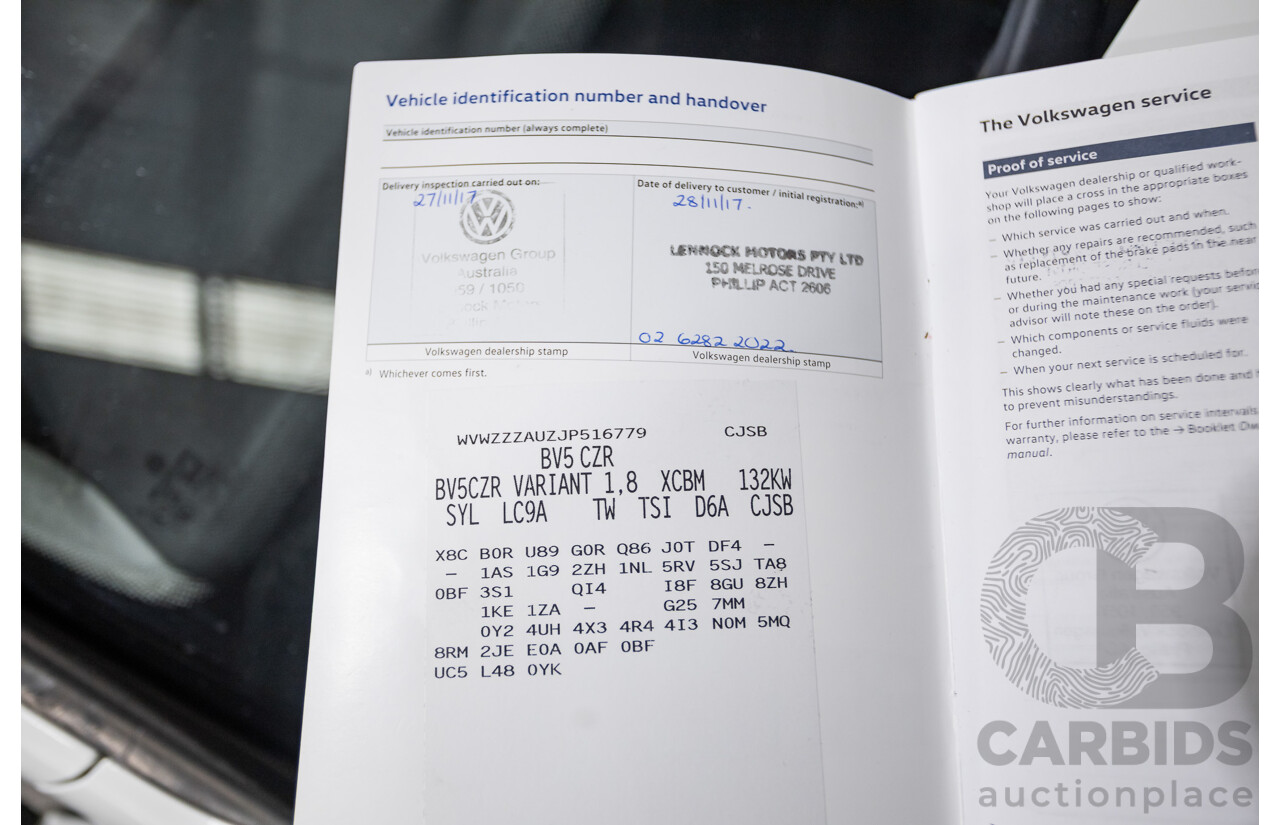 Vehicle identification number and handover
Vehicle identification number (always complete)
Delivery inspection carried out on:
27/11/17
Volkswagen Group
Australia
59 / 1050
Volkswagen dealership stamp
Date of delivery to customer / initial registration:a)
28/11/17.
LENNOCK MOTORS PTY LTD
150 MELROSE DRIVE
PHILLIP ACT 2606
02 6282 2022
Volkswagen dealership stamp
a) Whichever comes first.
WVWZZZAUZJP516779 CJSB
BV5 CZR
BV5CZR VARIANT 1,8 XCBM 132KW
SYL LC9A TW TSI D6A CJSB
X8C B0R U89 G0R Q86 J0T DF4 –
– 1AS 1G9 2ZH 1NL 5RV 5SJ TA8
0BF 3S1 QI4 I8F 8GU 8ZH
1KE 1ZA – G25 7MM
0Y2 4UH 4X3 4R4 4I3 N0M 5MQ
8RM 2JE E0A 0AF 0BF
UC5 L48 0YK
The Volkswagen service
Proof of service
Your Volkswagen dealership or qualified work-
shop will place a cross in the appropriate boxes
on the following pages to show:
– Which service was carried out and when.
– Whether any repairs are recommended, such
as replacement of the brake pads in the near
future.
– Whether you had any special requests before
or during the maintenance work (your service
advisor will note these on the order).
– Which components or service fluids were
changed.
– When your next service is scheduled for.
This shows clearly what has been done and
to prevent misunderstandings.
For further information on service intervals
warranty, please refer to the → Booklet
manual.
CB
CARBIDS
auctionplace